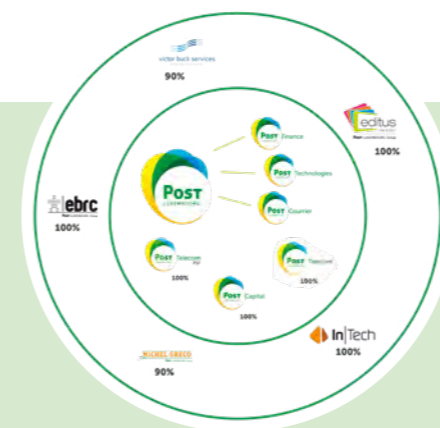 victor buck services
90%
editus
100%
ebrc
100%
POST
LUXEMBOURG
POST Finance
POST Technologies
POST Courrier
POST Telecom
100%
POST Telecom
100%
POST Capital
100%
In|Tech
100%
MICHEL GRECO
90%